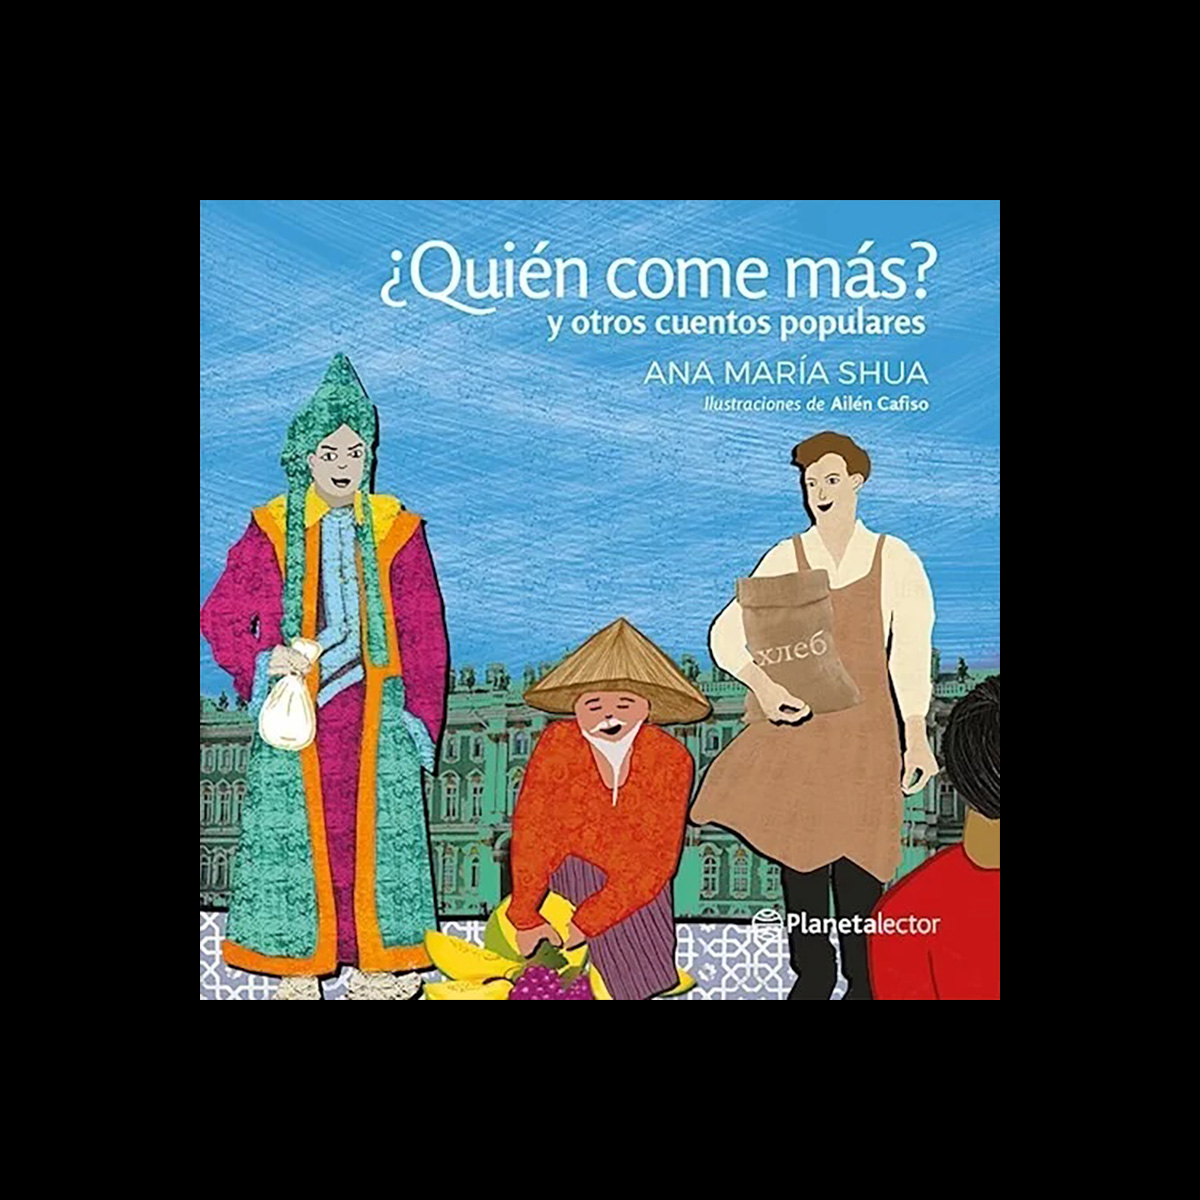 ¿Quién come más?
y otros cuentos populares
ANA MARÍA SHUA
Ilustraciones de Ailén Cafiso
хлеб
Planetalector